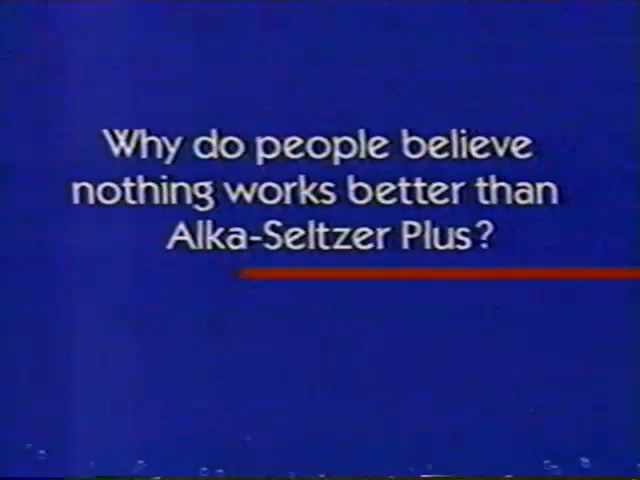 Why do people believe
nothing works better than
Alka-Seltzer Plus?